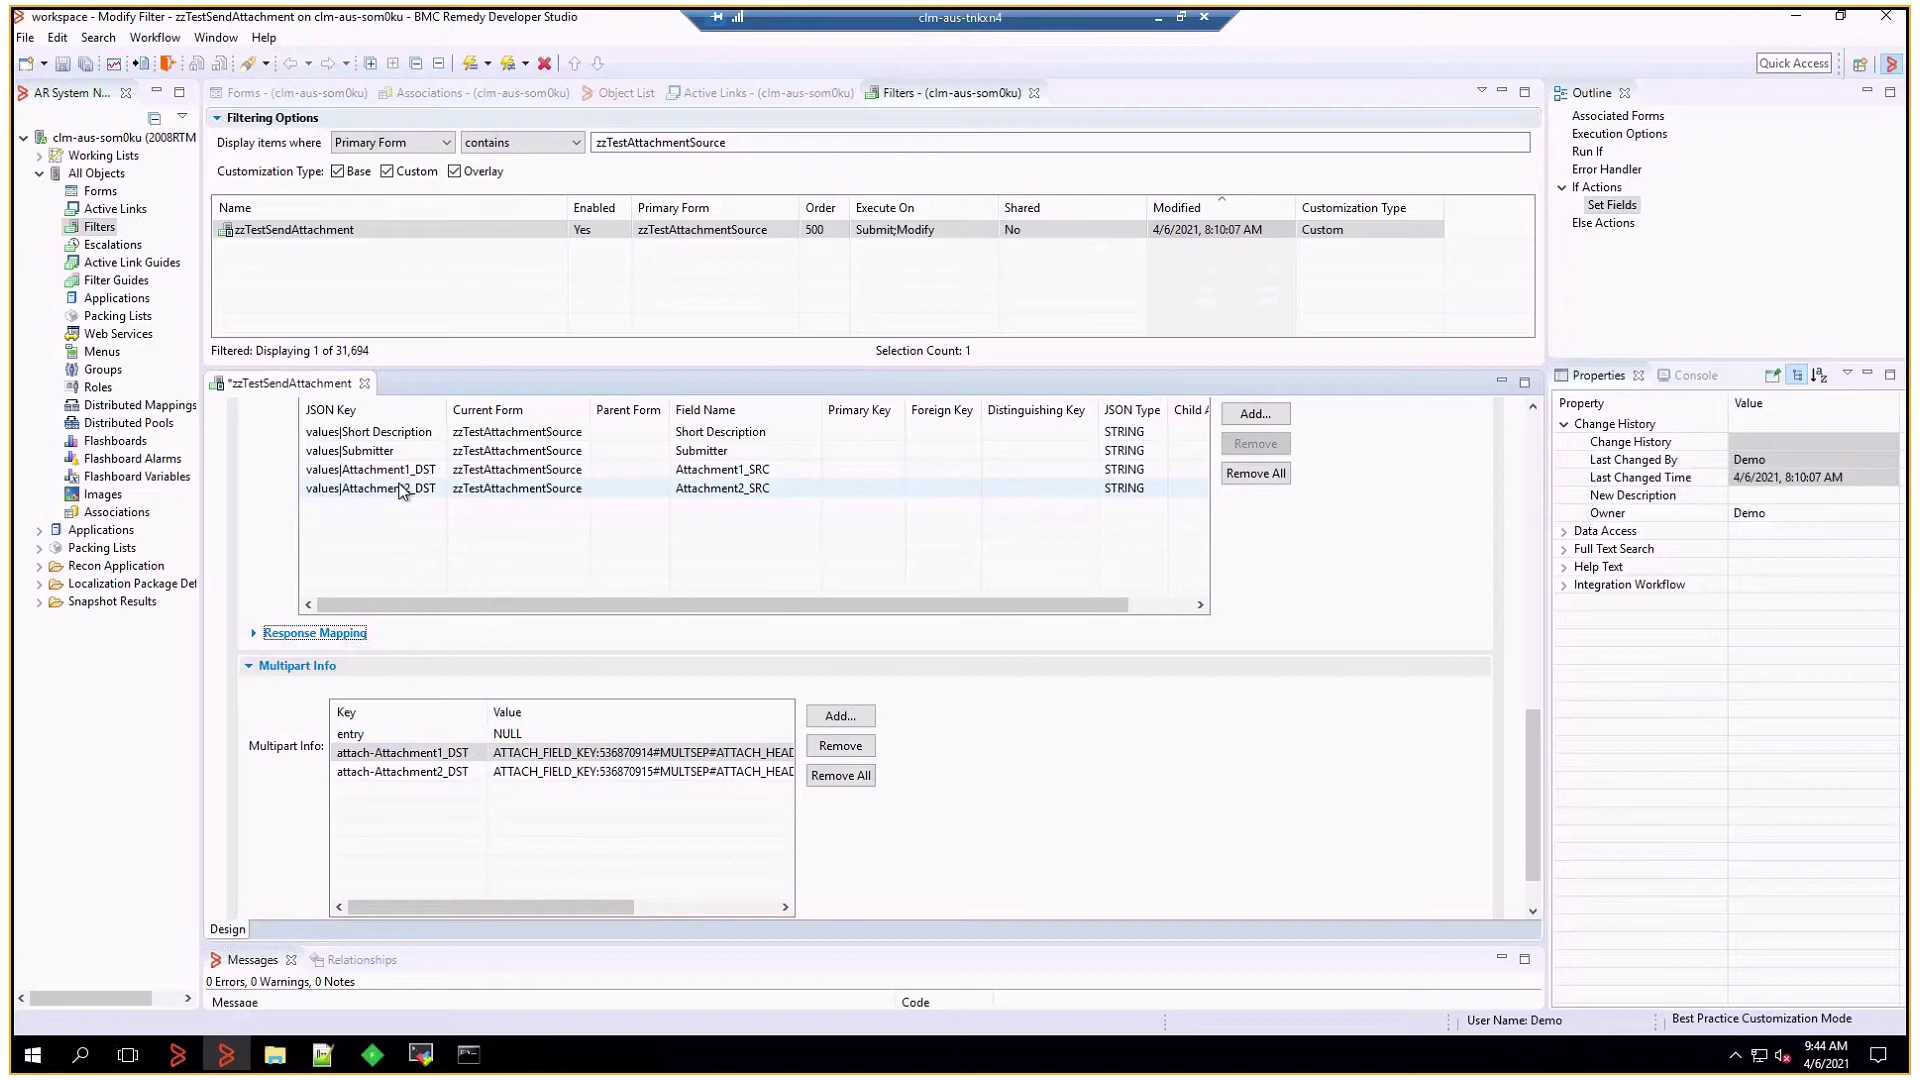 workspace - Modify Filter - zzTestSendAttachment on clm-aus-som0ku - BMC Remedy Developer Studio
clm-aus-tnkxn4
File Edit Search Workflow Window Help
Quick Access
AR System N...
Forms - (clm-aus-som0ku) Associations - (clm-aus-som0ku) Object List Active Links - (clm-aus-som0ku) Filters - (clm-aus-som0ku)
Outline
clm-aus-som0ku (2008RTM
Working Lists
All Objects
Forms
Active Links
Filters
Escalations
Active Link Guides
Filter Guides
Applications
Packing Lists
Web Services
Menus
Groups
Roles
Distributed Mappings
Distributed Pools
Flashboards
Flashboard Alarms
Flashboard Variables
Images
Associations
Applications
Packing Lists
Recon Application
Localization Package Def
Snapshot Results
Filtering Options
Display items where Primary Form contains zzTestAttachmentSource
Customization Type: Base Custom Overlay
Name Enabled Primary Form Order Execute On Shared Modified Customization Type
zzTestSendAttachment Yes zzTestAttachmentSource 500 Submit;Modify No 4/6/2021, 8:10:07 AM Custom
Filtered: Displaying 1 of 31,694 Selection Count: 1
*zzTestSendAttachment
JSON Key Current Form Parent Form Field Name Primary Key Foreign Key Distinguishing Key JSON Type Child A
values|Short Description zzTestAttachmentSource Short Description STRING
values|Submitter zzTestAttachmentSource Submitter STRING
values|Attachment1_DST zzTestAttachmentSource Attachment1_SRC STRING
values|Attachment2_DST zzTestAttachmentSource Attachment2_SRC STRING
Add...
Remove
Remove All
Response Mapping
Multipart Info
Multipart Info:
Key Value
entry NULL
attach-Attachment1_DST ATTACH_FIELD_KEY:536870914#MULTSEP#ATTACH_HEAD
attach-Attachment2_DST ATTACH_FIELD_KEY:536870915#MULTSEP#ATTACH_HEAD
Add...
Remove
Remove All
Design
Messages Relationships
0 Errors, 0 Warnings, 0 Notes
Message Code
Associated Forms
Execution Options
Run If
Error Handler
If Actions
Set Fields
Else Actions
Properties Console
Property Value
Change History
Change History
Last Changed By Demo
Last Changed Time 4/6/2021, 8:10:07 AM
New Description
Owner Demo
Data Access
Full Text Search
Help Text
Integration Workflow
User Name: Demo Best Practice Customization Mode
9:44 AM
4/6/2021